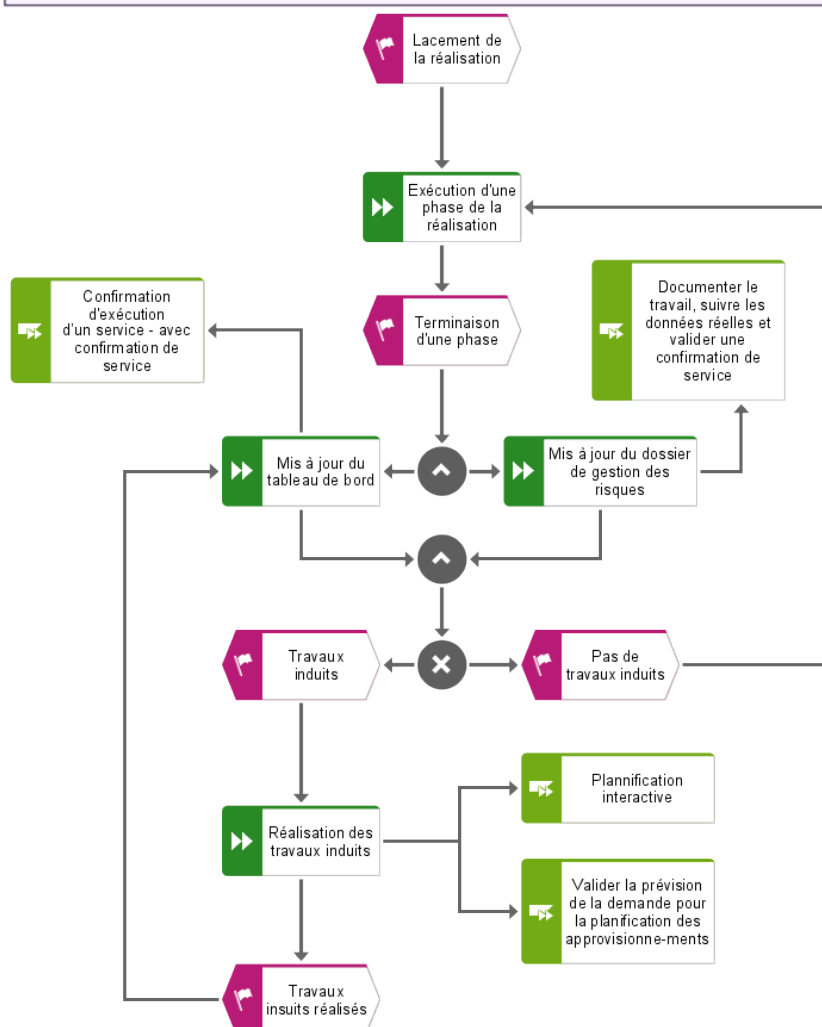 Lacement de
la réalisation
Exécution d'une
phase de la
réalisation
Confirmation
d'exécution
d'un service - avec
confirmation de
service
Terminaison
d'une phase
Documenter le
travail, suivre les
données réelles et
valider une
confirmation de
service
Mis à jour du
tableau de bord
Mis à jour du dossier
de gestion des
risques
Travaux
induits
Pas de
travaux induits
Plannification
interactive
Réalisation des
travaux induits
Valider la prévision
de la demande pour
la planification des
approvisionne-ments
Travaux
insuits réalisés